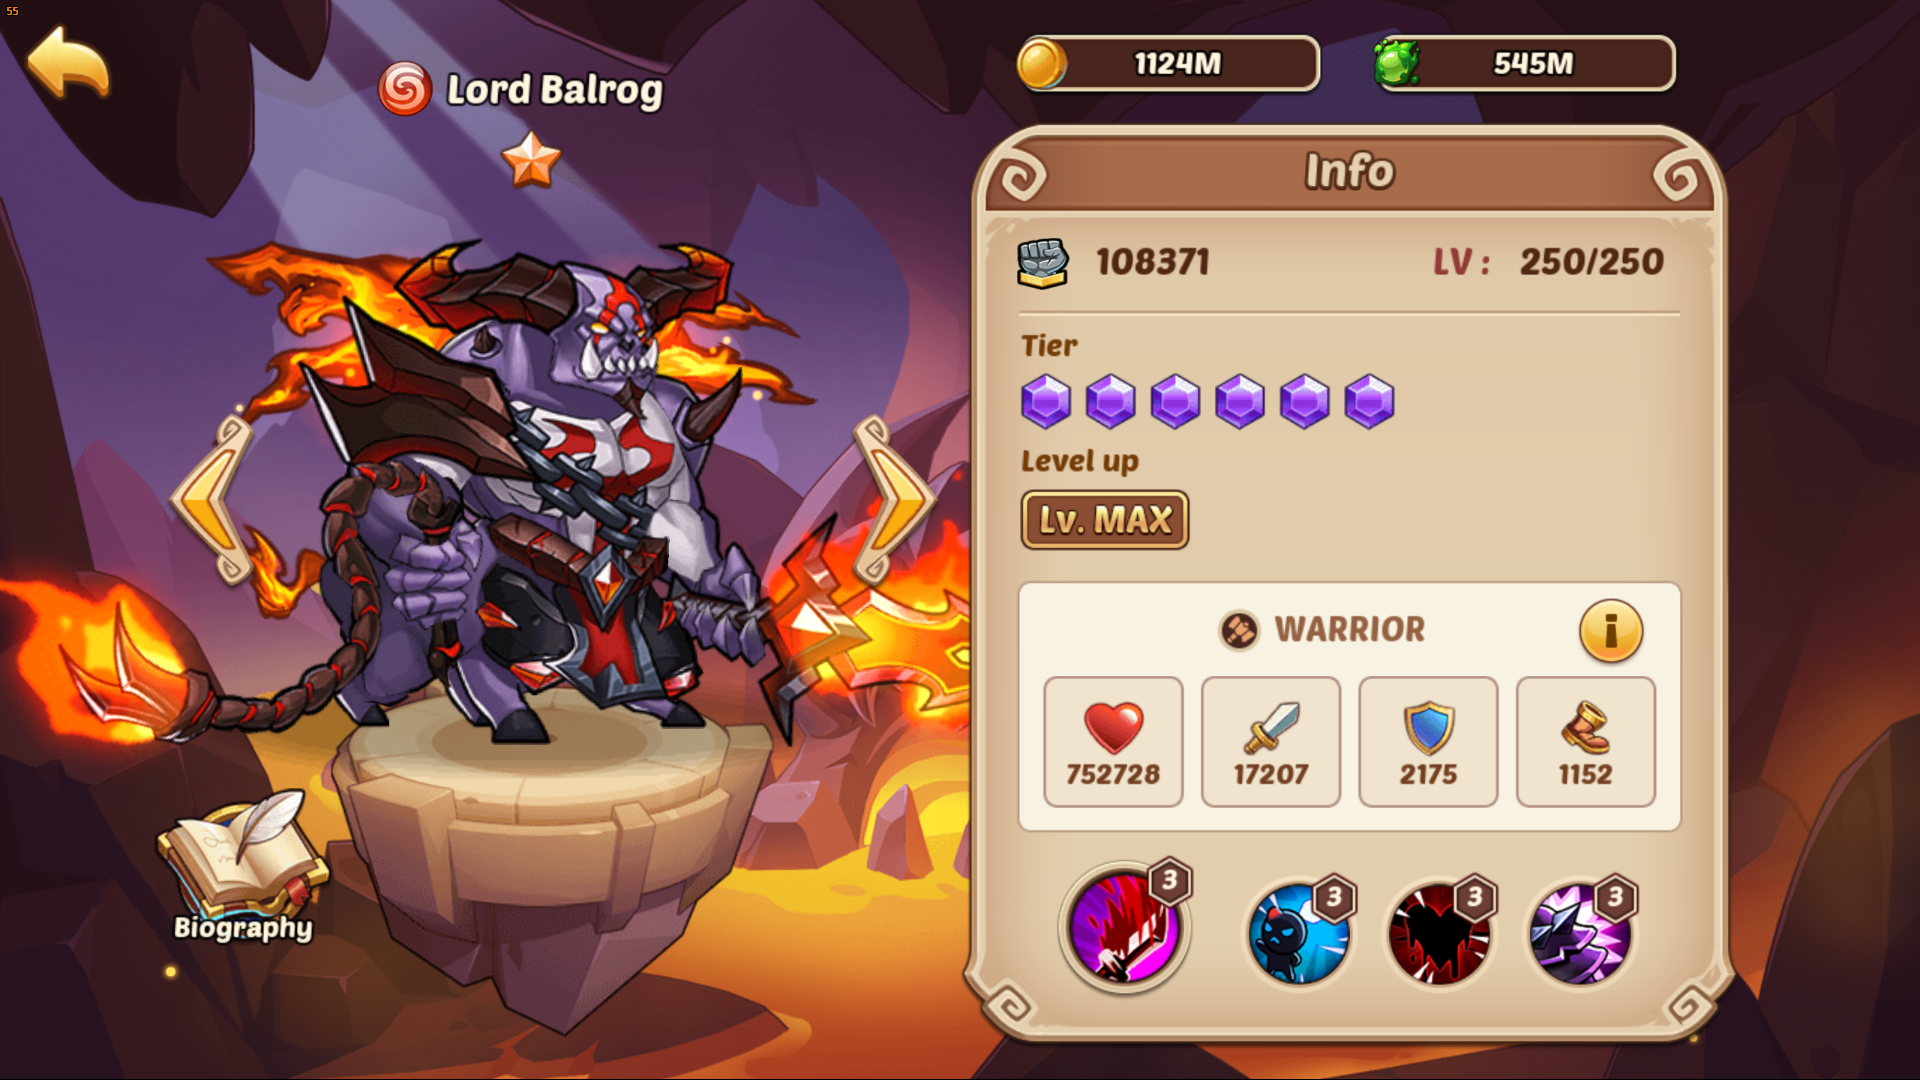 55
Lord Balrog
1124M
545M
Info
108371
LV : 250/250
Tier
Level up
Lv. MAX
WARRIOR
752728
17207
2175
1152
3
3
3
3
Biography